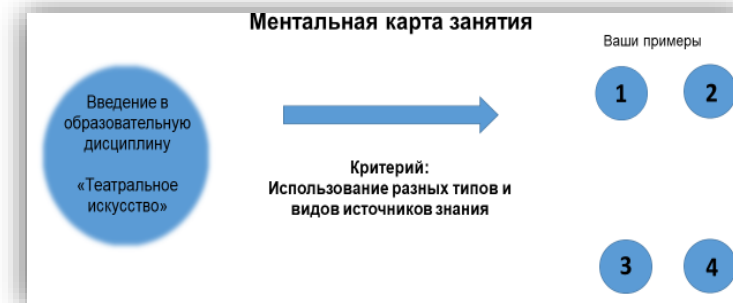 Ментальная карта занятия
Ваши примеры
Введение в
образовательную
дисциплину
«Театральное
искусство»
Критерий:
Использование разных типов и
видов источников знания
1
2
3
4